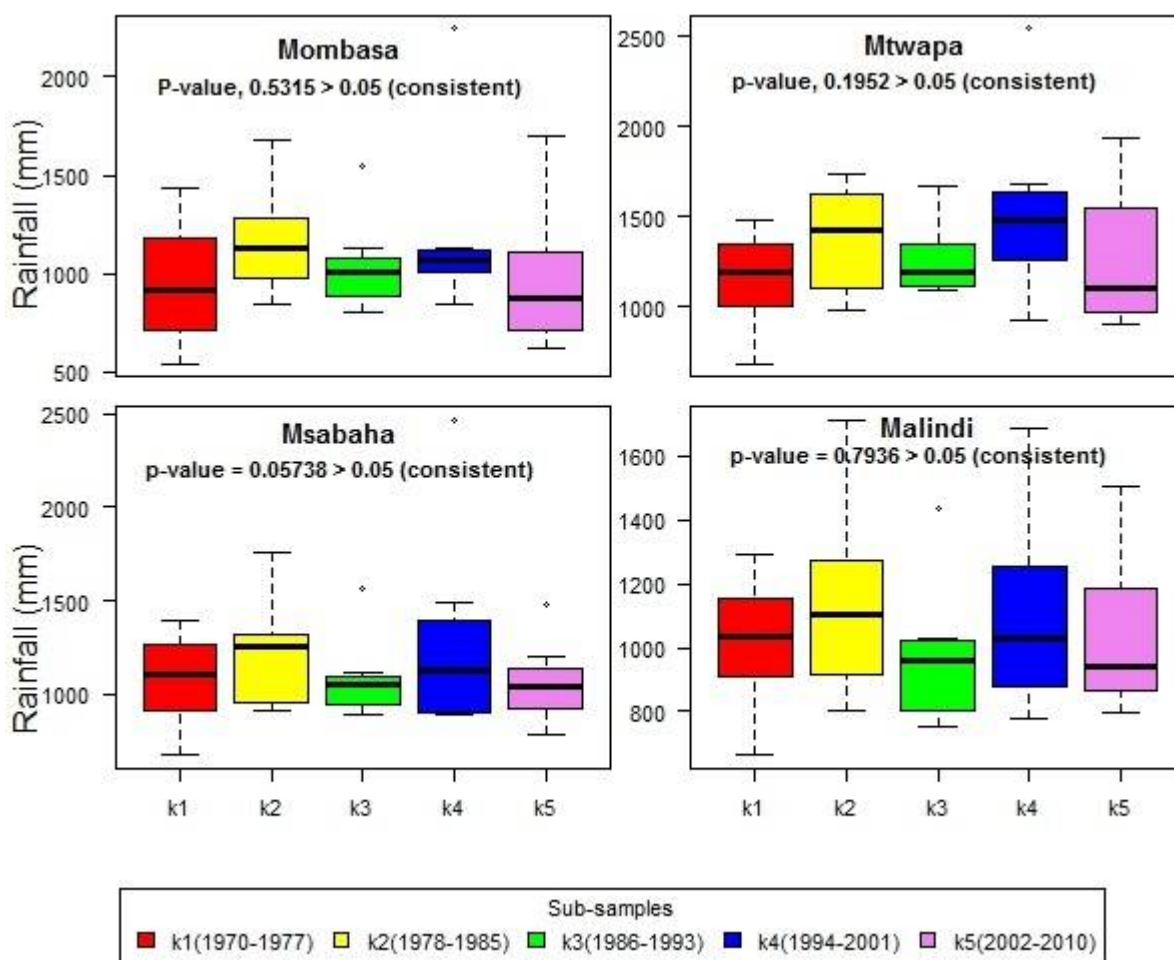 Mombasa
P-value, 0.5315 > 0.05 (consistent)
Rainfall (mm)
2000
1500
1000
500
Mtwapa
p-value, 0.1952 > 0.05 (consistent)
2500
2000
1500
1000
Msabaha
p-value = 0.05738 > 0.05 (consistent)
Rainfall (mm)
2500
2000
1500
1000
k1 k2 k3 k4 k5
Malindi
p-value = 0.7936 > 0.05 (consistent)
1600
1400
1200
1000
800
k1 k2 k3 k4 k5
Sub-samples
k1(1970-1977) k2(1978-1985) k3(1986-1993) k4(1994-2001) k5(2002-2010)